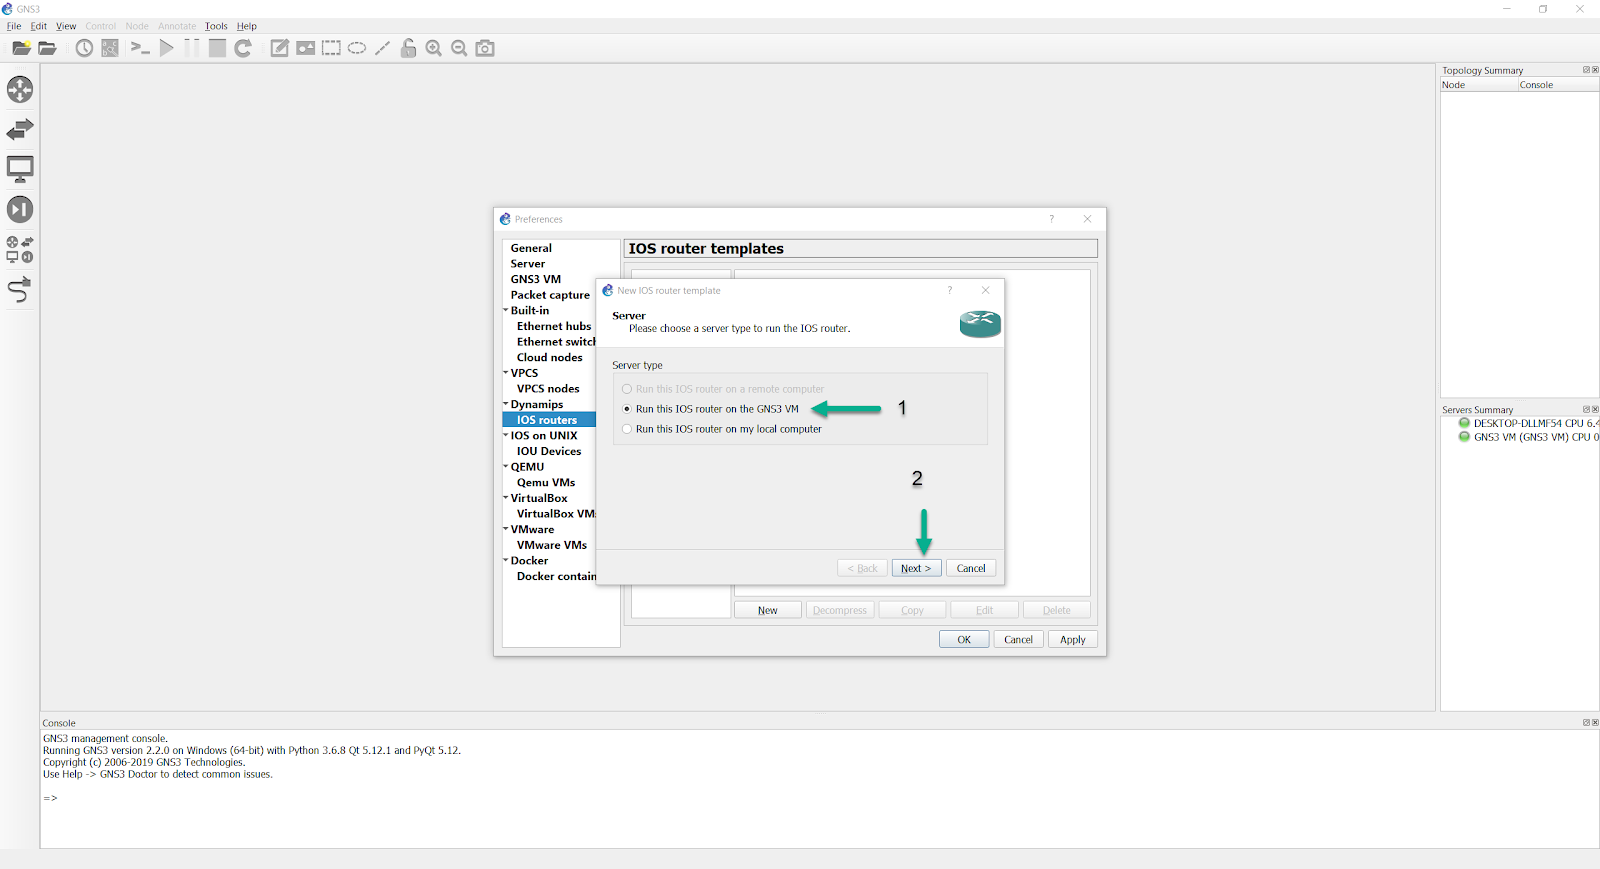 GNS3
File Edit View Control Node Annotate Tools Help
Topology Summary
Node Console
Preferences ?
General
Server
GNS3 VM
Packet capture
Built-in
Ethernet hubs
Ethernet switch
Cloud nodes
VPCS
VPCS nodes
Dynamips
IOS routers
IOS on UNIX
IOU Devices
QEMU
Qemu VMs
VirtualBox
VirtualBox VMs
VMware
VMware VMs
Docker
Docker contain
IOS router templates
New IOS router template ?
Server
Please choose a server type to run the IOS router.
Server type
Run this IOS router on a remote computer
Run this IOS router on the GNS3 VM
1
Run this IOS router on my local computer
2
< Back Next > Cancel
New Decompress Copy Edit Delete
OK Cancel Apply
Servers Summary
DESKTOP-DLLMF54 CPU 6.4
GNS3 VM (GNS3 VM) CPU 0
Console
GNS3 management console.
Running GNS3 version 2.2.0 on Windows (64-bit) with Python 3.6.8 Qt 5.12.1 and PyQt 5.12.
Copyright (c) 2006-2019 GNS3 Technologies.
Use Help -> GNS3 Doctor to detect common issues.
=>